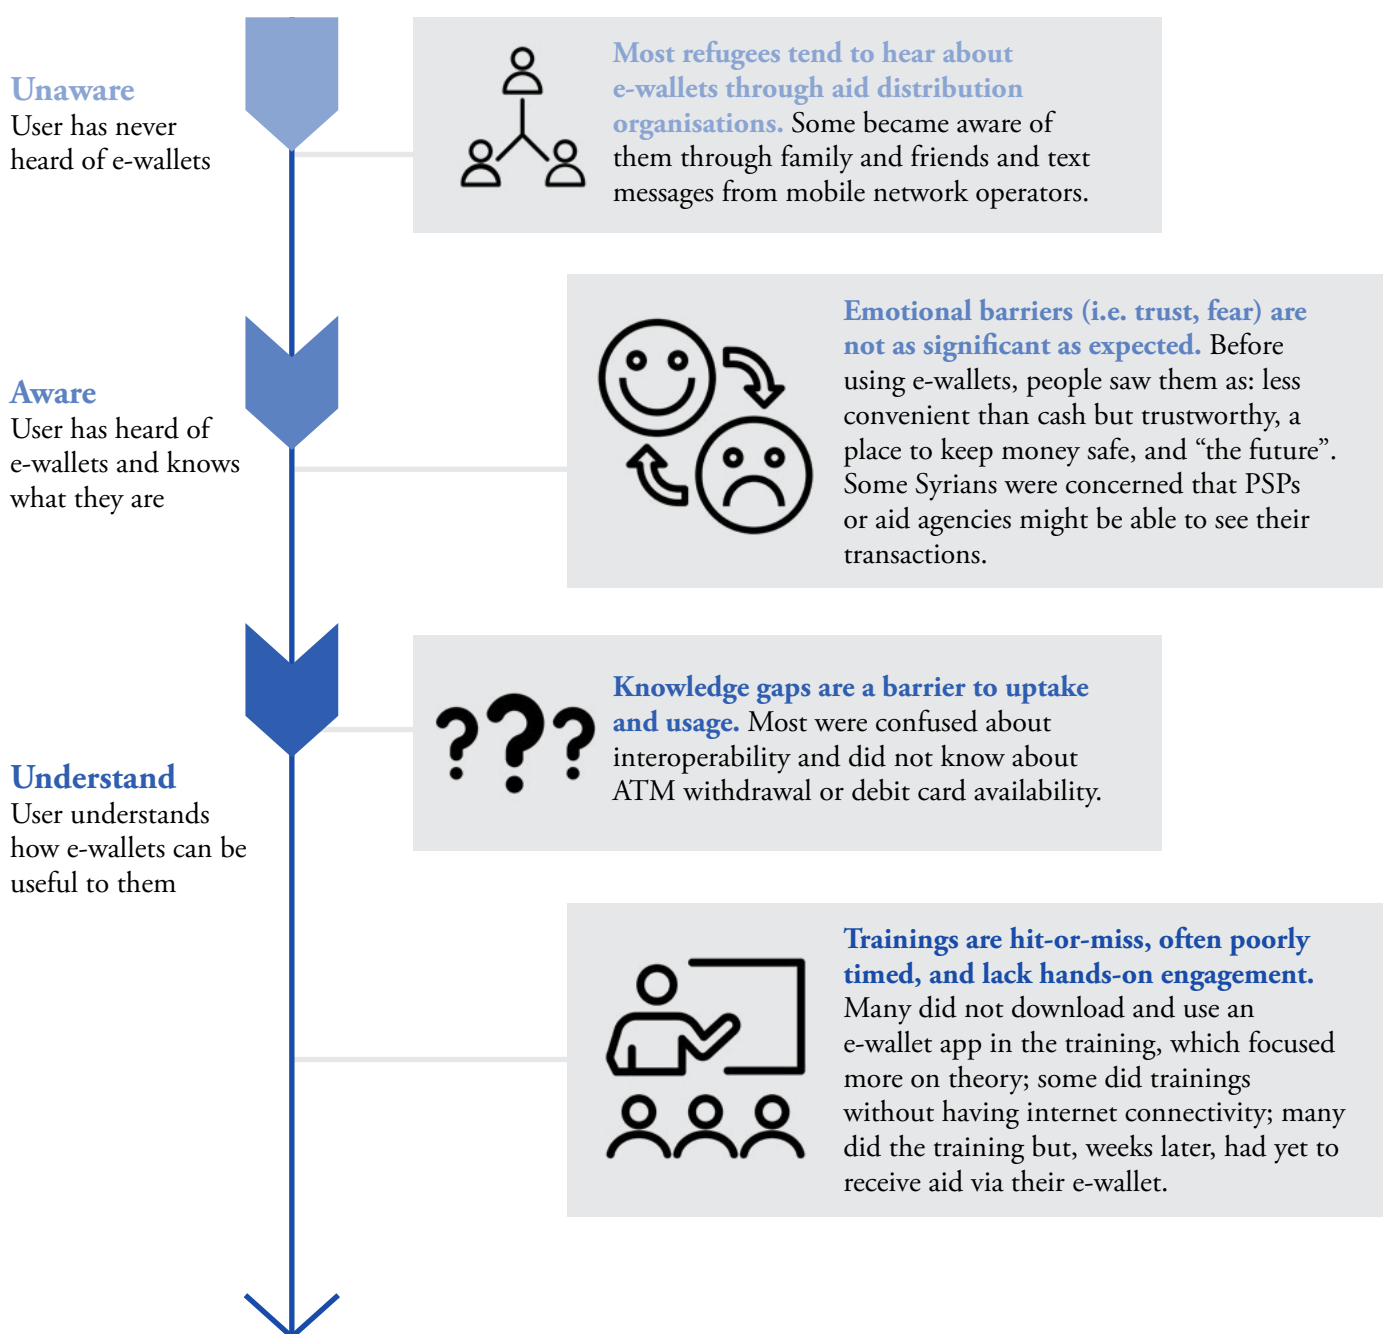 Unaware
User has never
heard of e-wallets
Most refugees tend to hear about
e-wallets through aid distribution
organisations. Some became aware of
them through family and friends and text
messages from mobile network operators.
Aware
User has heard of
e-wallets and knows
what they are
Emotional barriers (i.e. trust, fear) are
not as significant as expected. Before
using e-wallets, people saw them as: less
convenient than cash but trustworthy, a
place to keep money safe, and “the future”.
Some Syrians were concerned that PSPs
or aid agencies might be able to see their
transactions.
Understand
User understands
how e-wallets can be
useful to them
???
Knowledge gaps are a barrier to uptake
and usage. Most were confused about
interoperability and did not know about
ATM withdrawal or debit card availability.
Trainings are hit-or-miss, often poorly
timed, and lack hands-on engagement.
Many did not download and use an
e-wallet app in the training, which focused
more on theory; some did trainings
without having internet connectivity; many
did the training but, weeks later, had yet to
receive aid via their e-wallet.